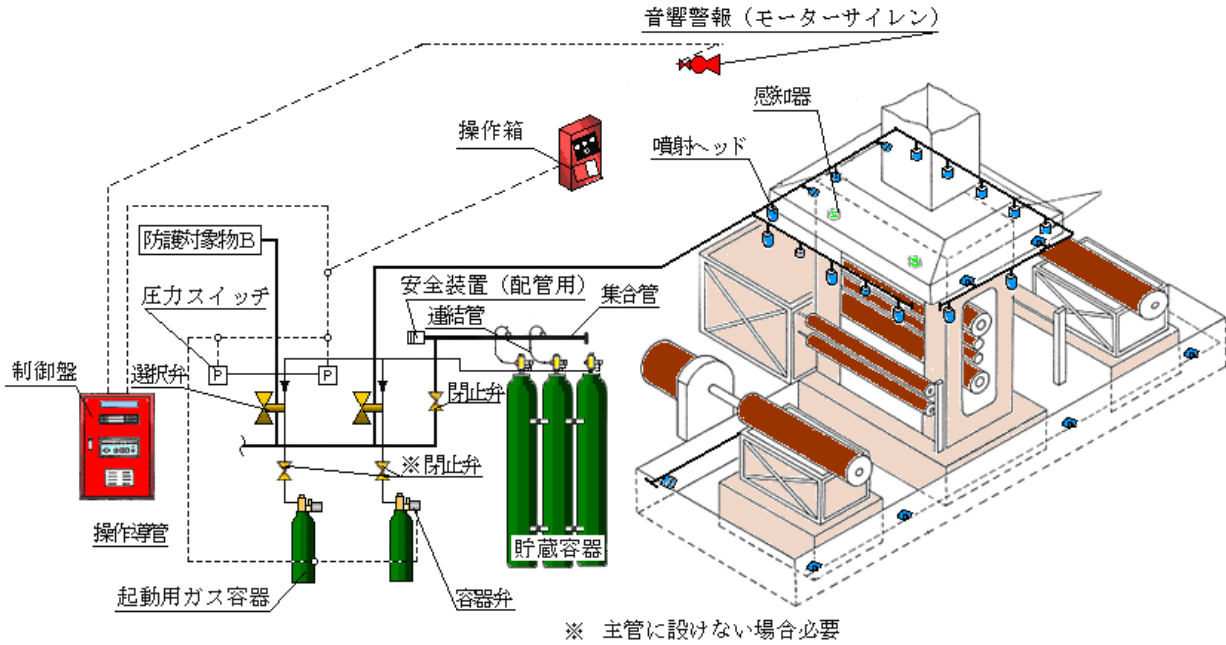 音響警報（モーターサイレン）
感知器
操作箱
噴射ヘッド
防護対象物B
安全装置（配管用）
集合管
圧力スイッチ
連結管
制御盤
選択弁
P
P
閉止弁
※閉止弁
操作導管
貯蔵容器
起動用ガス容器
容器弁
※ 主管に設けない場合必要